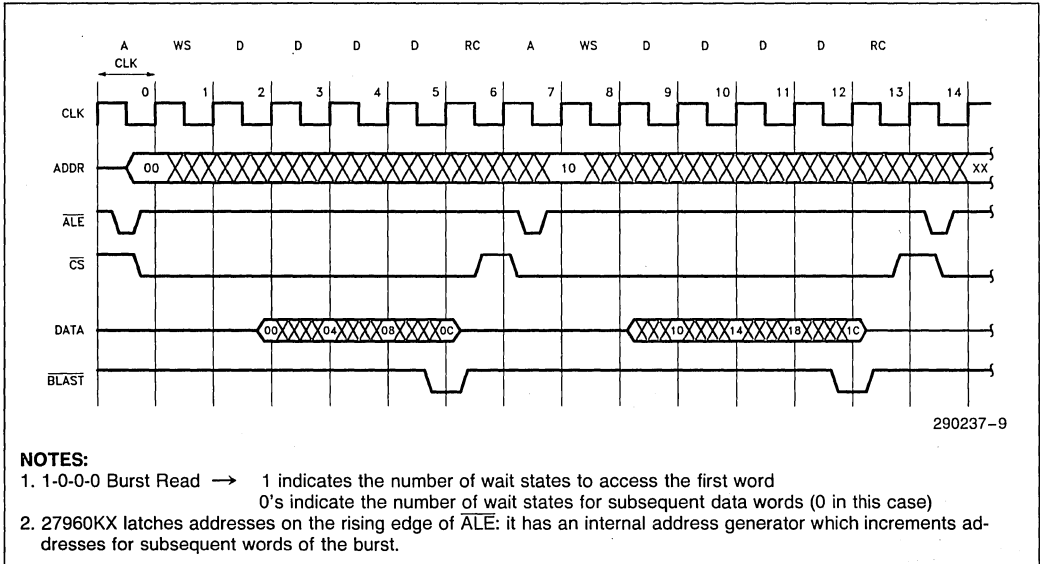 A WS D D D D RC A WS D D D D RC
CLK
0 1 2 3 4 5 6 7 8 9 10 11 12 13 14
CLK
ADDR 00 10 XX
ALE
CS
DATA 00 04 08 0C 10 14 18 1C
BLAST
290237-9
NOTES:
1. 1-0-0-0 Burst Read → 1 indicates the number of wait states to access the first word
0's indicate the number of wait states for subsequent data words (0 in this case)
2. 27960KX latches addresses on the rising edge of ALE: it has an internal address generator which increments ad-
dresses for subsequent words of the burst.